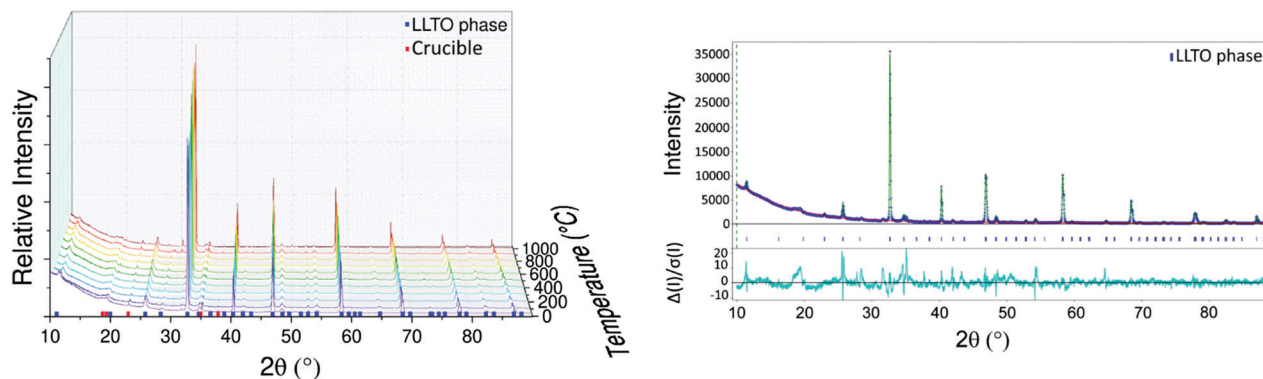 LLTO phase
Crucible
Relative Intensity
1000
800
600
400
200
0
Temperature (°C)
10 20 30 40 50 60 70 80
2θ (°)
LLTO phase
Intensity
35000
30000
25000
20000
15000
10000
5000
0
Δ(I)/σ(I)
20
10
0
-10
10 20 30 40 50 60 70 80
2θ (°)